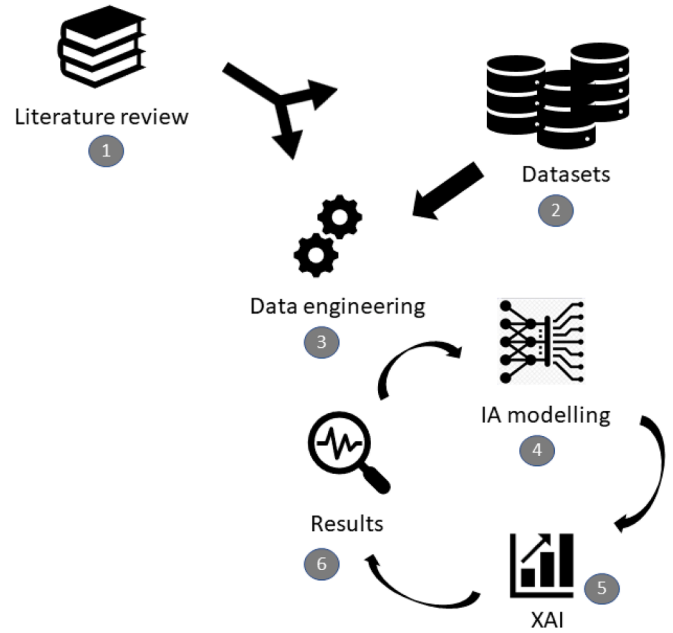 Literature review
1
Datasets
2
Data engineering
3
IA modelling
4
Results
6
5
XAI